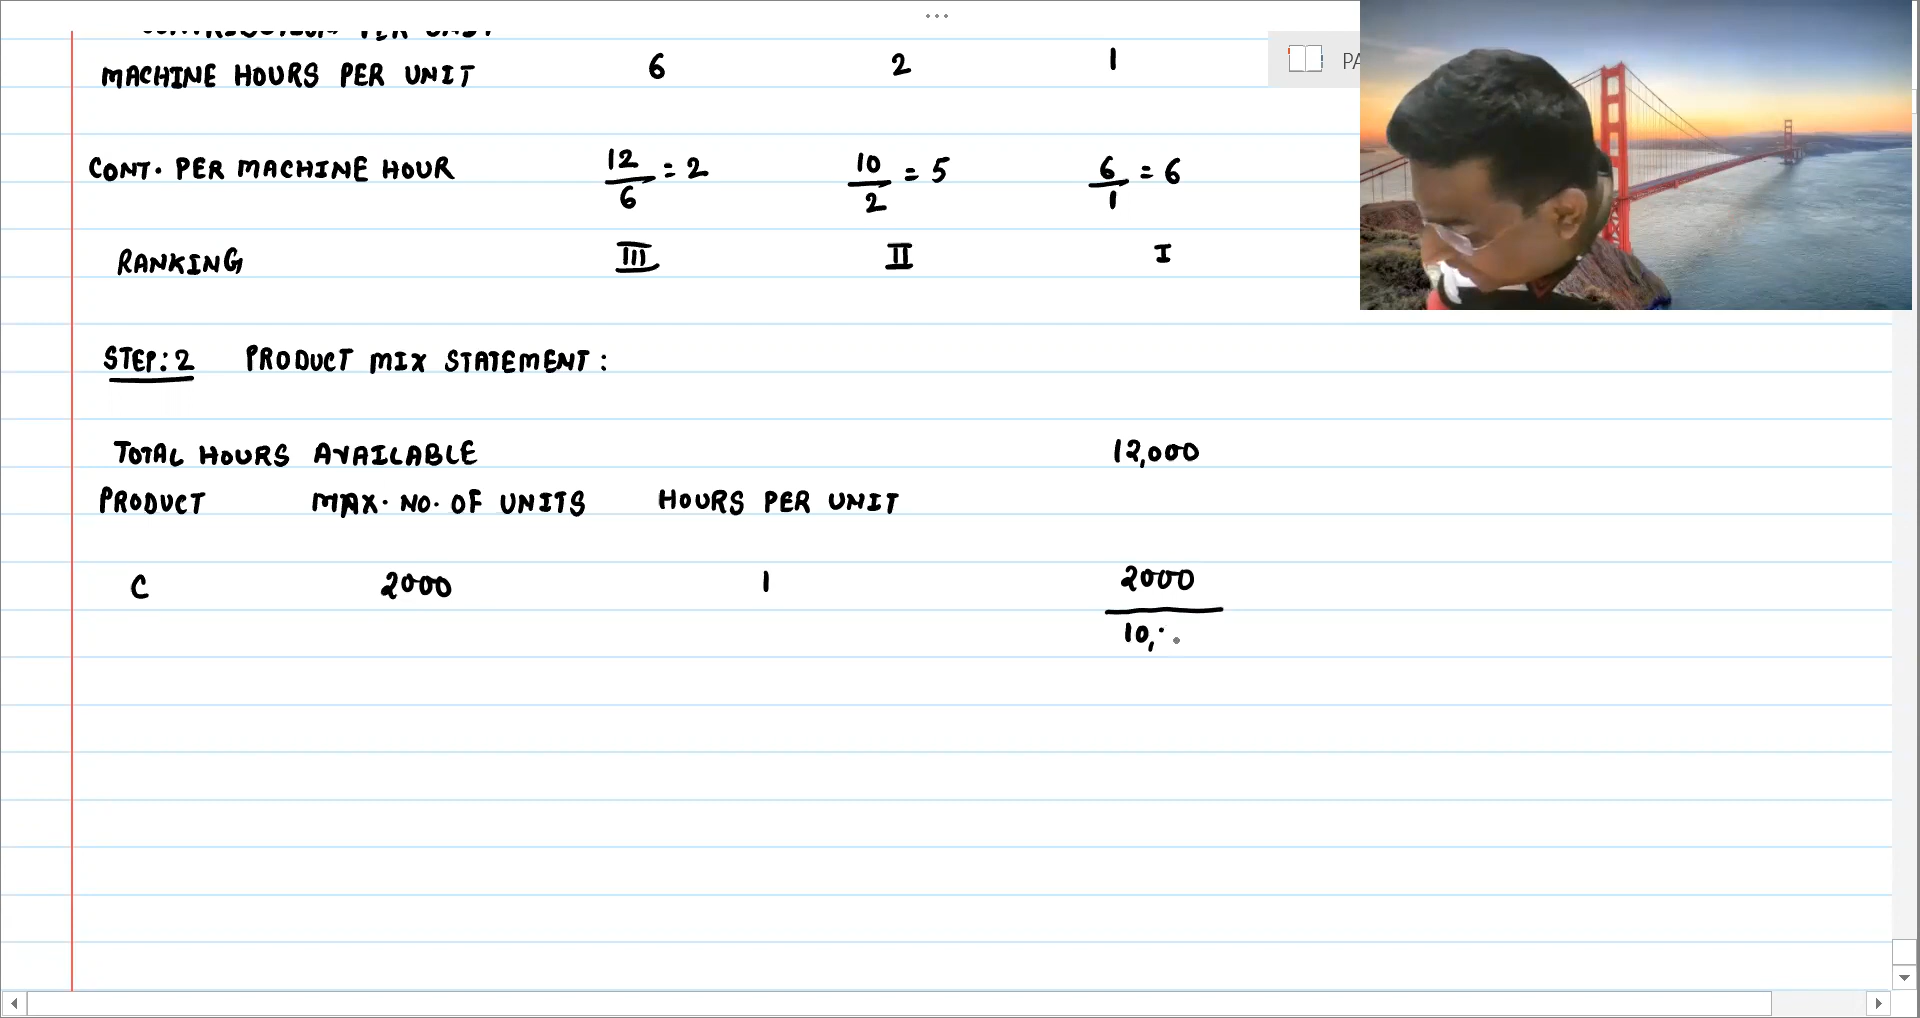 MACHINE HOURS PER UNIT 6 2 1
PA
CONT. PER MACHINE HOUR 12/6 = 2 10/2 = 5 6/1 = 6
RANKING III II I
STEP:2 PRODUCT MIX STATEMENT:
TOTAL HOURS AVAILABLE 12,000
PRODUCT MAX. NO. OF UNITS HOURS PER UNIT
C 2000 1 2000
10,